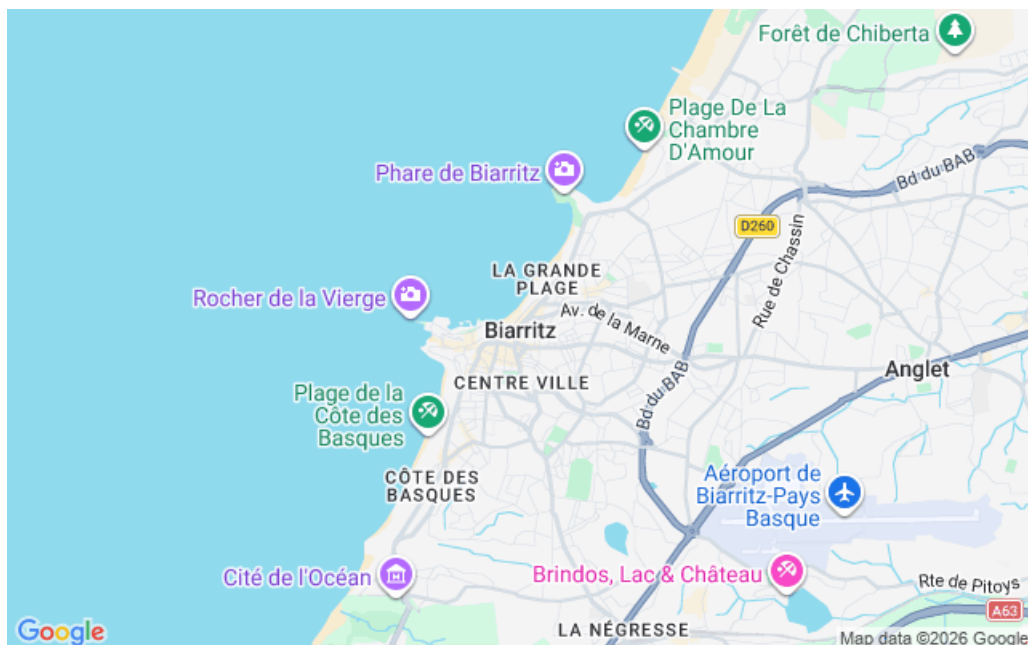 Forêt de Chiberta
Plage De La
Chambre
D'Amour
Phare de Biarritz
Bd du BAB
D260
Rue de Chassin
LA GRANDE
PLAGE
Rocher de la Vierge
Av. de la Marne
Biarritz
Anglet
CENTRE VILLE
Bd du BAB
Plage de la
Côte des
Basques
CÔTE DES
BASQUES
Aéroport de
Biarritz-Pays
Basque
Cité de l'Océan
Brindos, Lac & Château
Rte de Pitoys
A63
LA NÉGRESSE
Google
Map data ©2026 Google